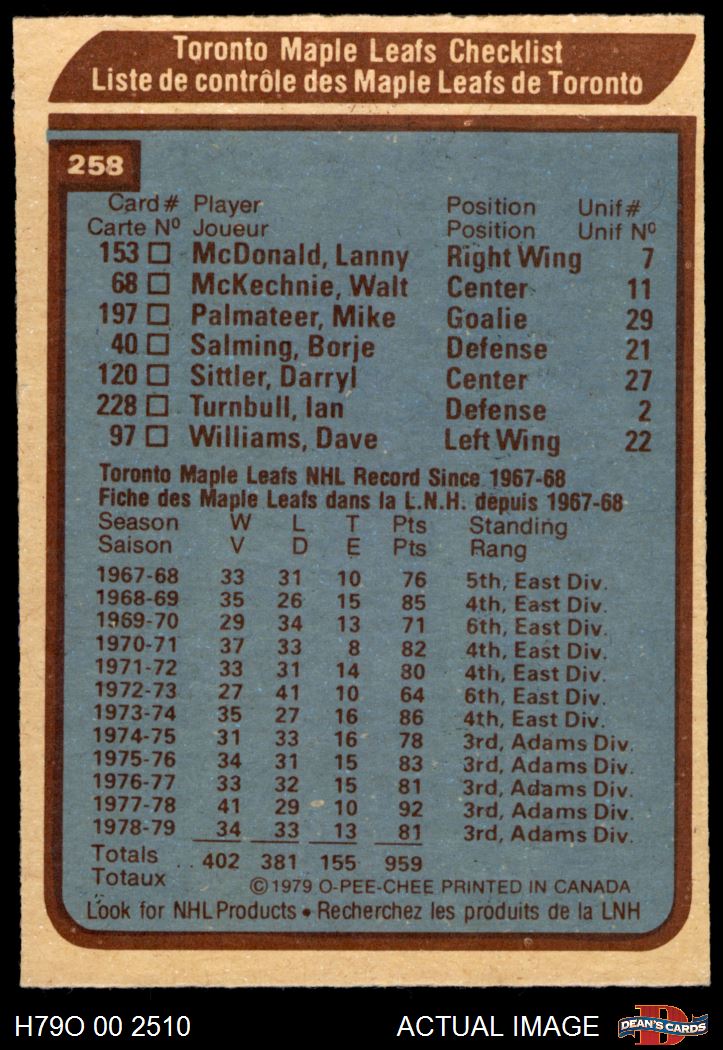 Toronto Maple Leafs Checklist
Liste de contrôle des Maple Leafs de Toronto
258
Card # Player Position Unif #
Carte Nº Joueur Position Unif Nº
153 ☐ McDonald, Lanny Right Wing 7
68 ☐ McKechnie, Walt Center 11
197 ☐ Palmateer, Mike Goalie 29
40 ☐ Salming, Borje Defense 21
120 ☐ Sittler, Darryl Center 27
228 ☐ Turnbull, Ian Defense 2
97 ☐ Williams, Dave Left Wing 22
Toronto Maple Leafs NHL Record Since 1967-68
Fiche des Maple Leafs dans la L.N.H. depuis 1967-68
Season W L T Pts Standing
Saison V D E Pts Rang
1967-68 33 31 10 76 5th, East Div.
1968-69 35 26 15 85 4th, East Div.
1969-70 29 34 13 71 6th, East Div.
1970-71 37 33 8 82 4th, East Div.
1971-72 33 31 14 80 4th, East Div.
1972-73 27 41 10 64 6th, East Div.
1973-74 35 27 16 86 4th, East Div.
1974-75 31 33 16 78 3rd, Adams Div.
1975-76 34 31 15 83 3rd, Adams Div.
1976-77 33 32 15 81 3rd, Adams Div.
1977-78 41 29 10 92 3rd, Adams Div.
1978-79 34 33 13 81 3rd, Adams Div.
Totals .. 402 381 155 959
Totaux
©1979 O-PEE-CHEE PRINTED IN CANADA
Look for NHL Products • Recherchez les produits de la LNH
H79O 00 2510 ACTUAL IMAGE
D
DEAN'S CARDS